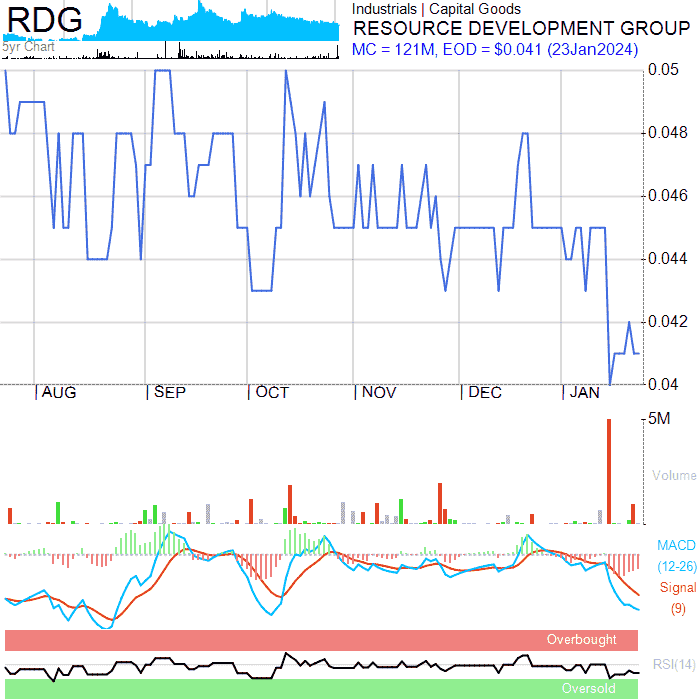 RDG
5yr Chart
Industrials | Capital Goods
RESOURCE DEVELOPMENT GROUP
MC = 121M, EOD = $0.041 (23Jan2024)
0.05
0.048
0.046
0.044
0.042
0.04
AUG SEP OCT NOV DEC JAN
5M
Volume
MACD
(12-26)
Signal
(9)
Overbought
RSI(14)
Oversold